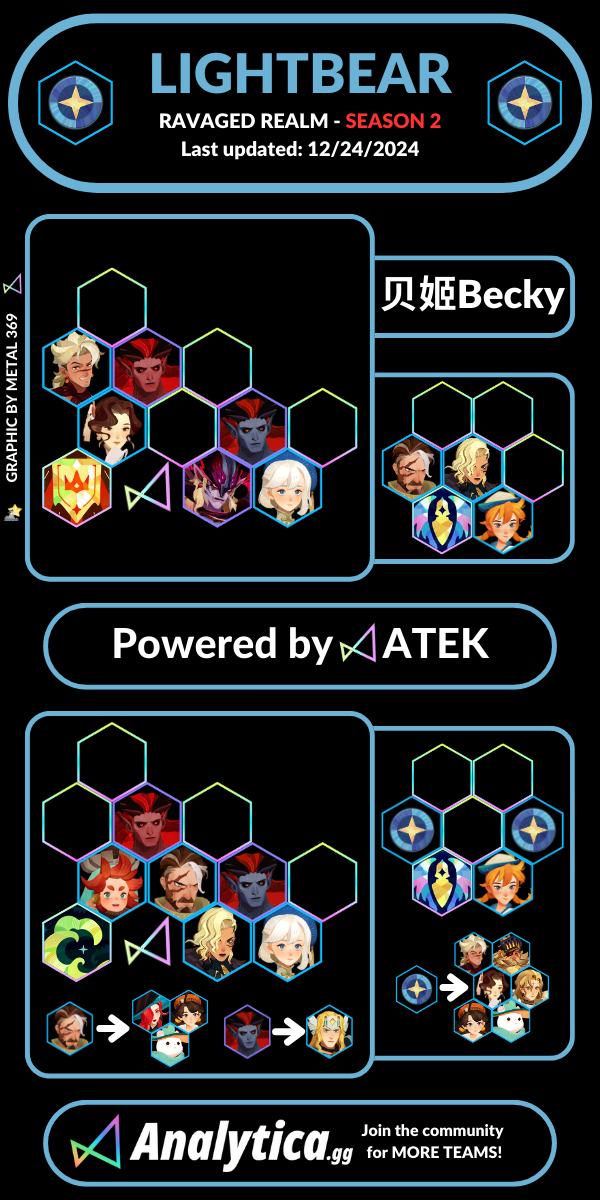 LIGHTBEAR
RAVAGED REALM - SEASON 2
Last updated: 12/24/2024
GRAPHIC BY METAL 369
贝姬Becky
Powered by ATEK
Analytica.gg
Join the community
for MORE TEAMS!